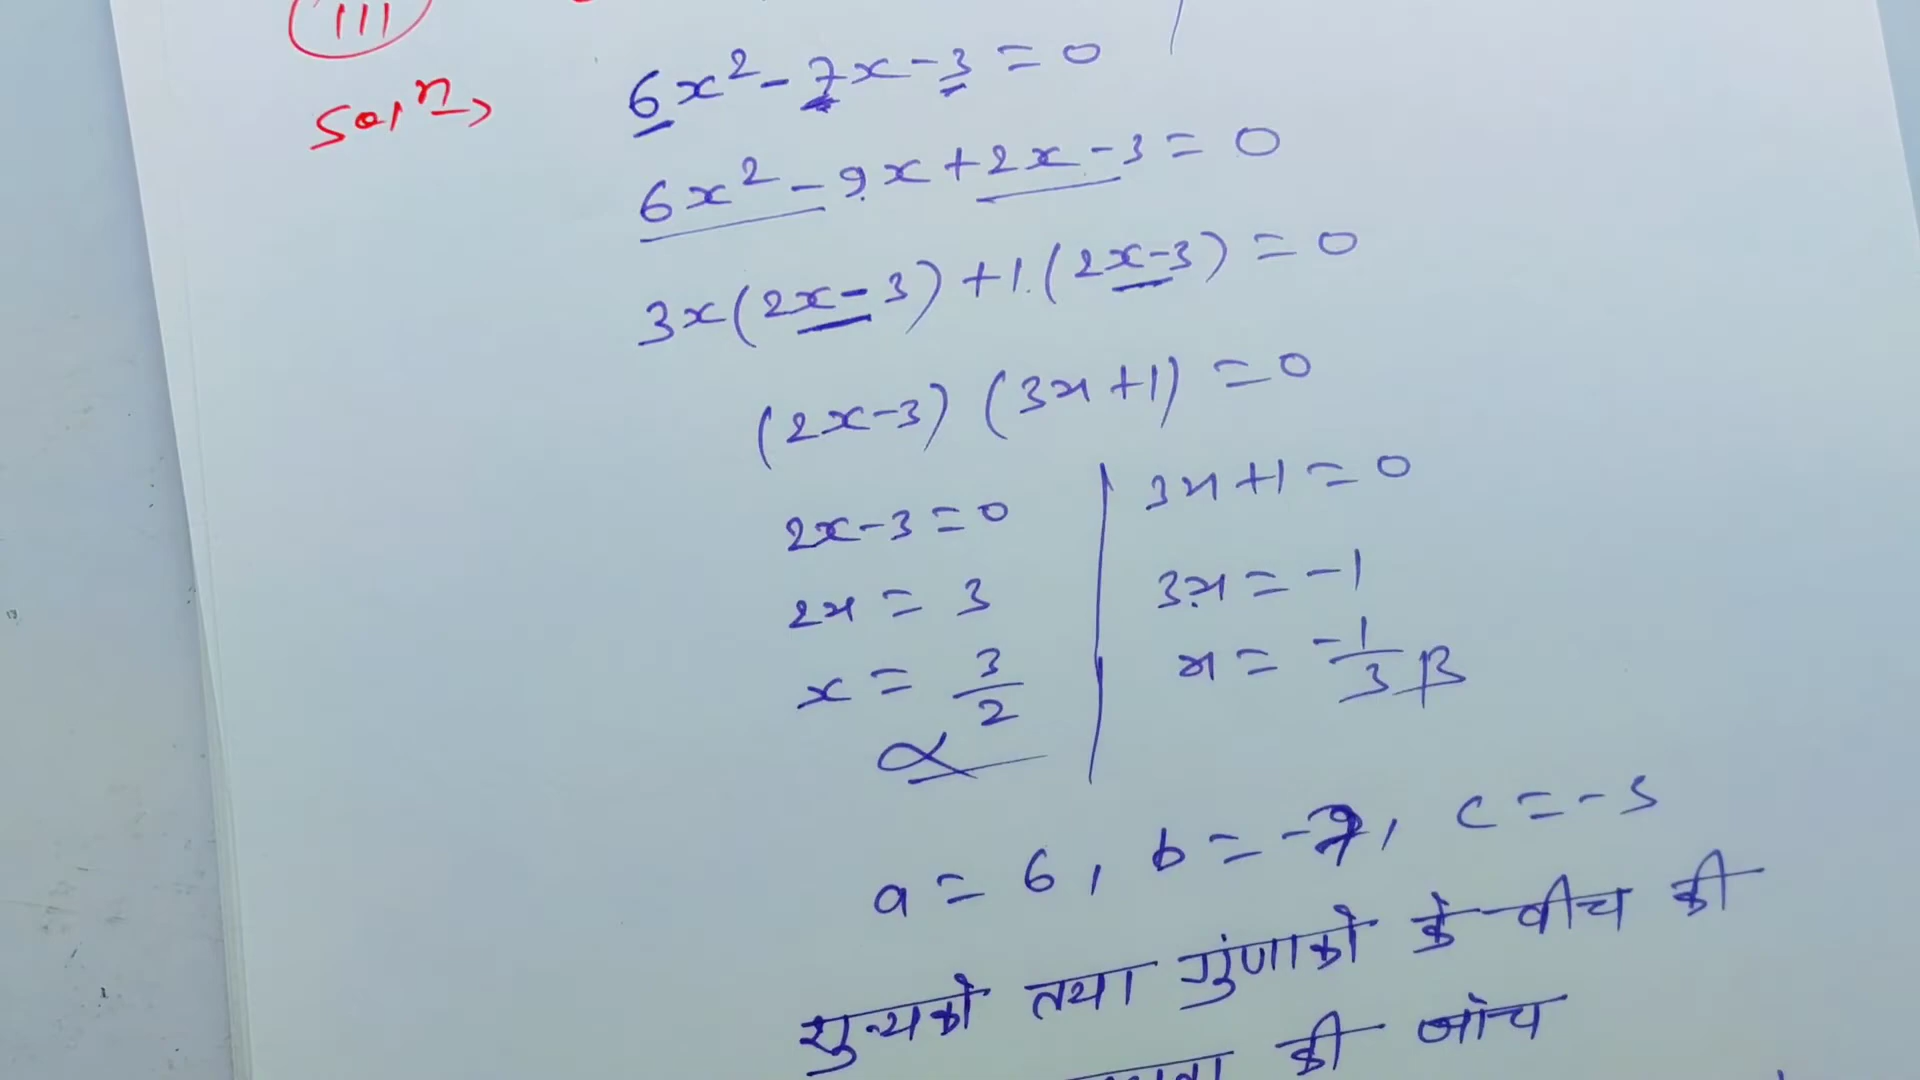 (111)
Solⁿ→ 6x² - 7x - 3 = 0
6x² - 9x + 2x - 3 = 0
3x(2x - 3) + 1.(2x - 3) = 0
(2x - 3) (3x + 1) = 0
2x - 3 = 0 | 3x + 1 = 0
2x = 3 | 3x = -1
x = 3/2 | x = -1/3 β
α
a = 6, b = -7, c = -3
शुन्यको तथा गुंणाको के बीच की
की जॉच